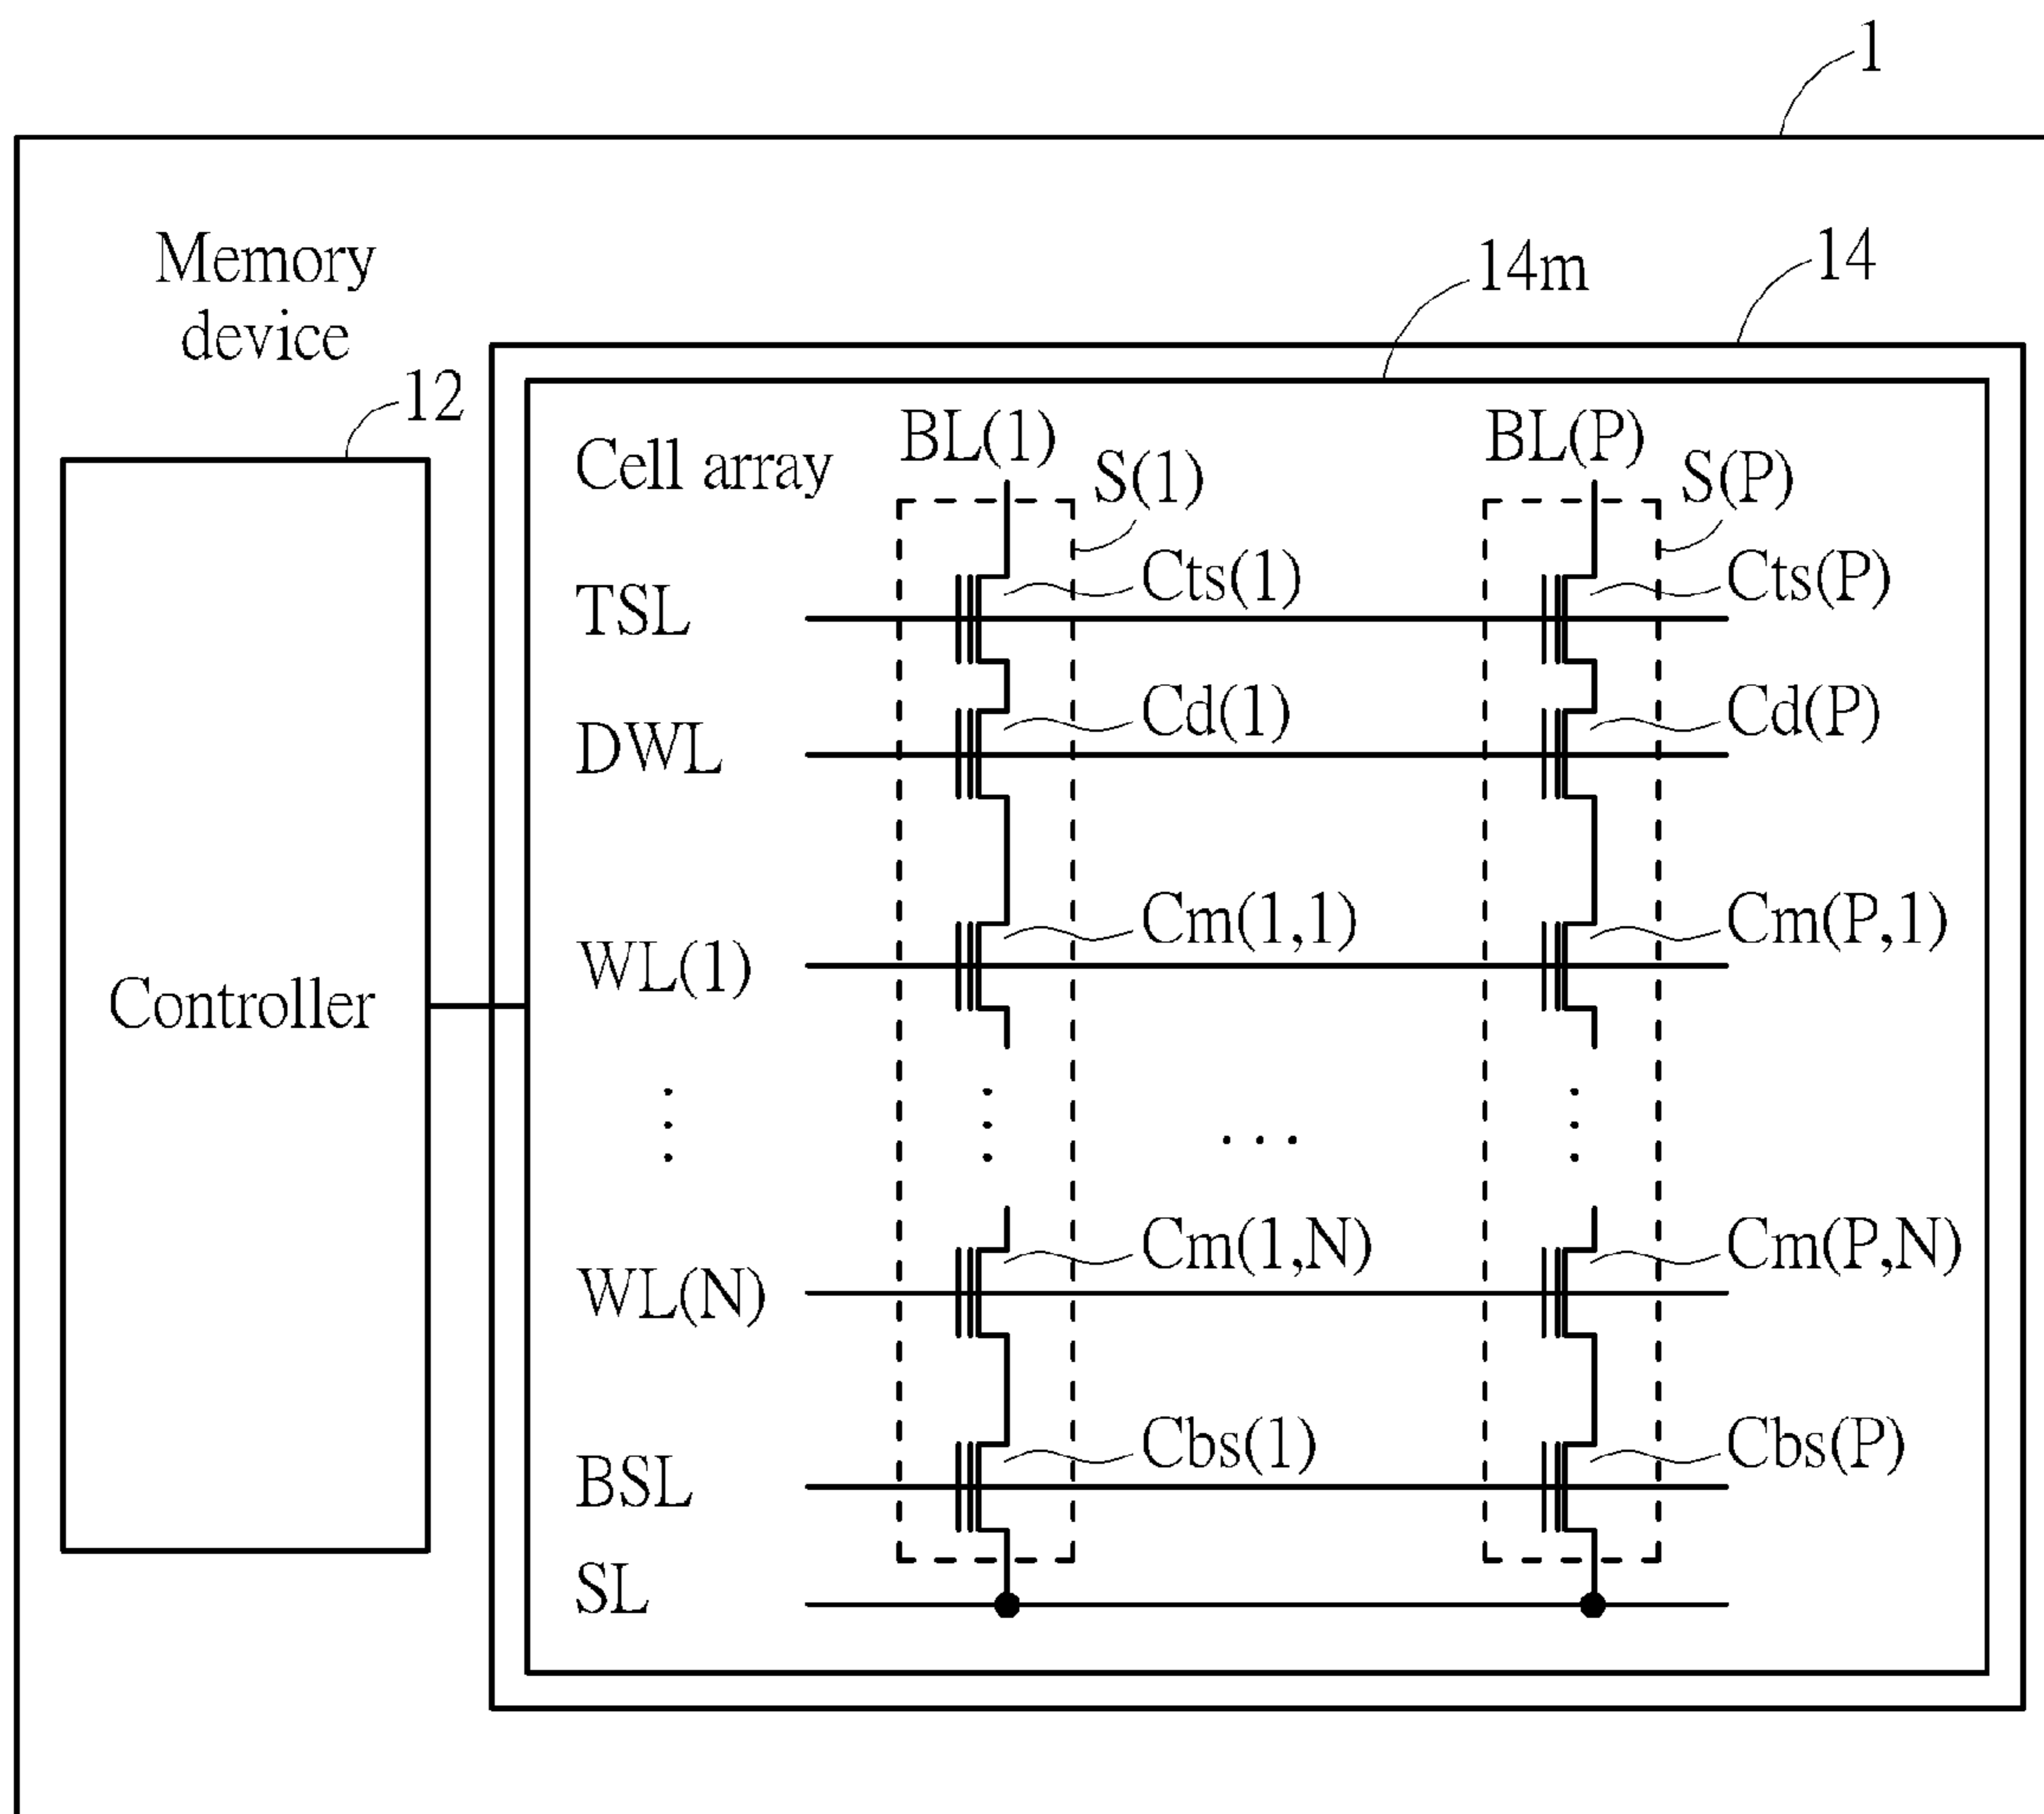 1
Memory
device
14m
14
12
Cell array
BL(1)
S(1)
BL(P)
S(P)
TSL
Cts(1)
Cts(P)
DWL
Cd(1)
Cd(P)
WL(1)
Cm(1,1)
Cm(P,1)
Controller
⋮
⋮
...
⋮
WL(N)
Cm(1,N)
Cm(P,N)
BSL
Cbs(1)
Cbs(P)
SL